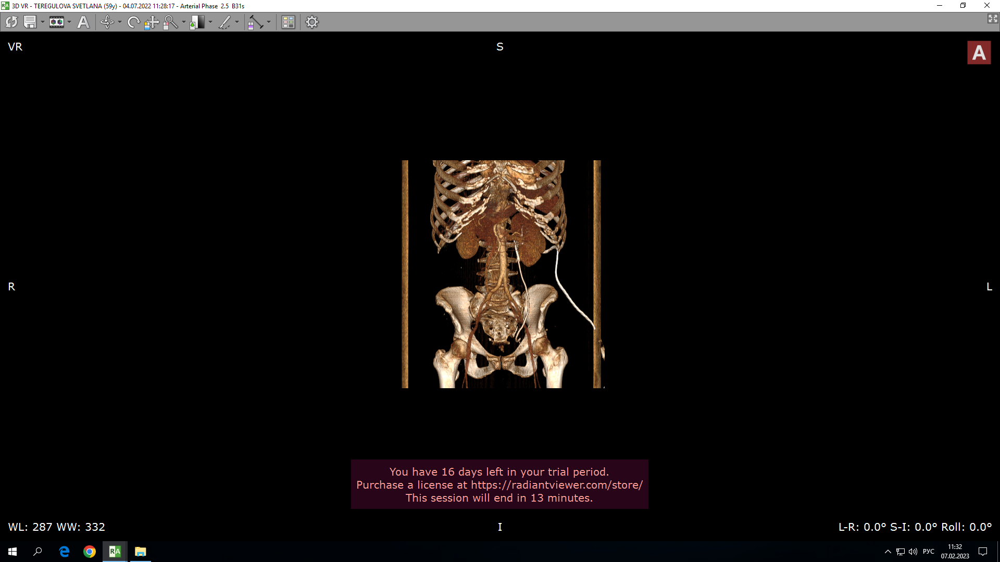 3D VR - TEREGULOVA SVETLANA (59y) - 04.07.2022 11:28:17 - Arterial Phase 2.5 B31s
VR
S
A
R
L
You have 16 days left in your trial period.
Purchase a license at https://radiantviewer.com/store/
This session will end in 13 minutes.
WL: 287 WW: 332
I
L-R: 0.0° S-I: 0.0° Roll: 0.0°
RA
РУС
11:32
07.02.2023